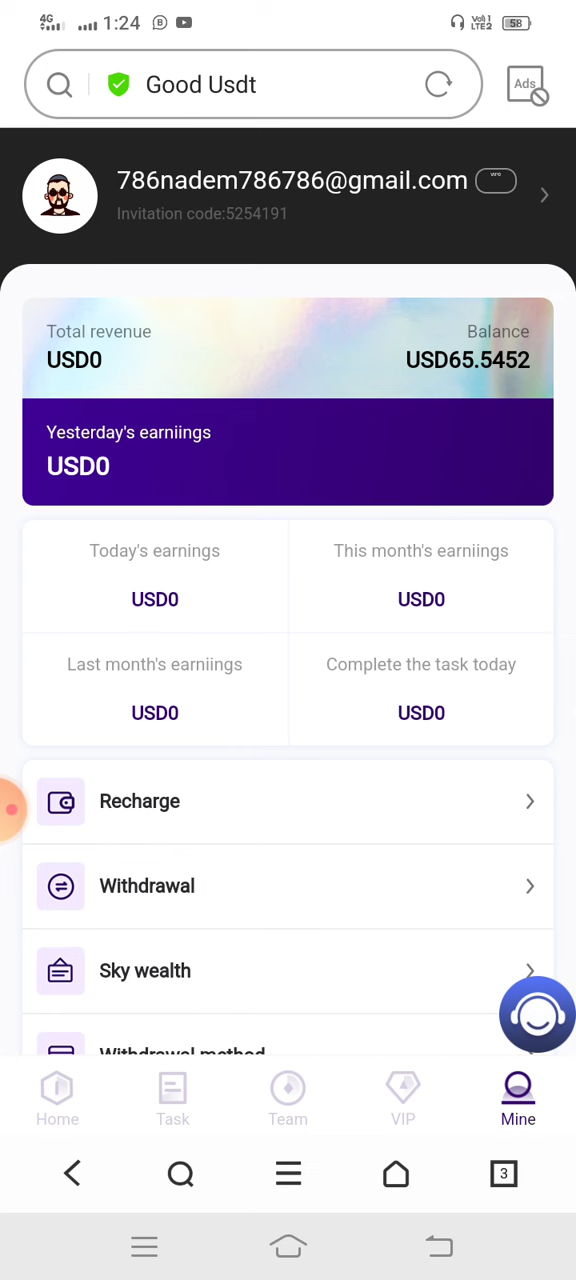 4G 1:24 Vo1) LTE2 58
Good Usdt
Ads
786nadem786786@gmail.com
Invitation code:5254191
Total revenue Balance
USD0 USD65.5452
Yesterday's earniings
USD0
Today's earnings This month's earniings
USD0 USD0
Last month's earniings Complete the task today
USD0 USD0
Recharge
Withdrawal
Sky wealth
Withdrawal method
Home Task Team VIP Mine
3